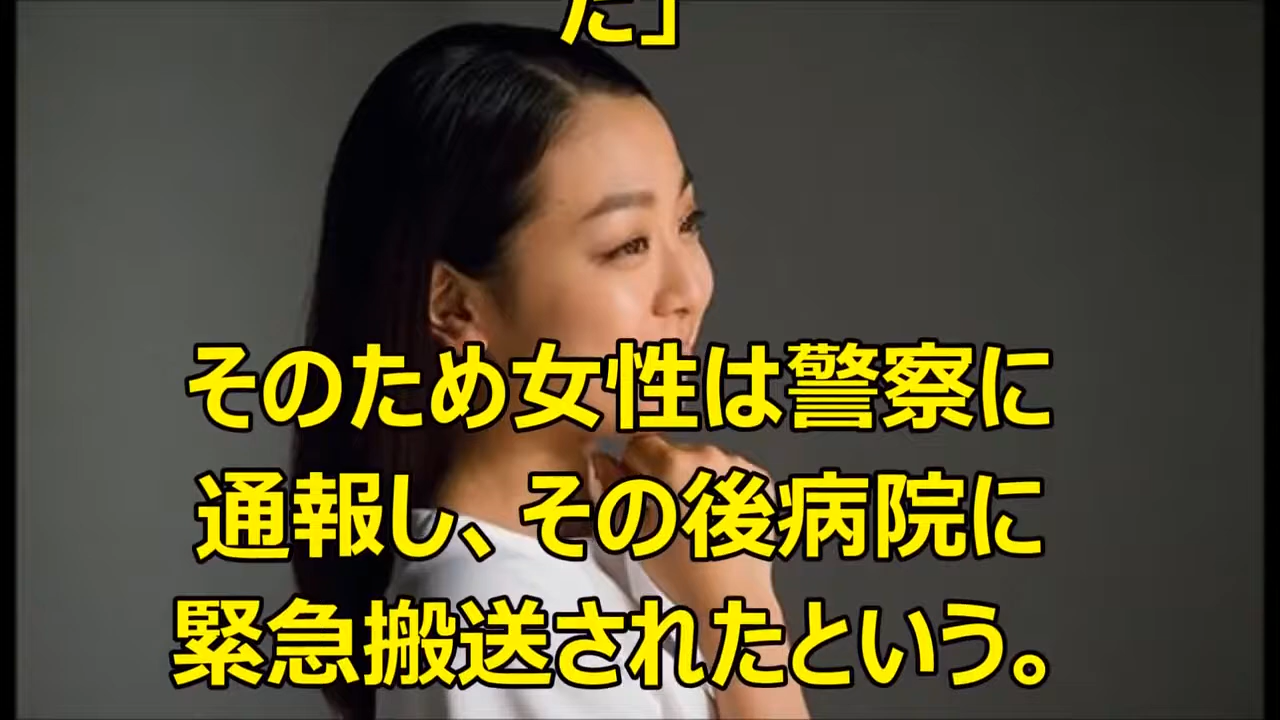 た」
そのため女性は警察に
通報し、その後病院に
緊急搬送されたという。